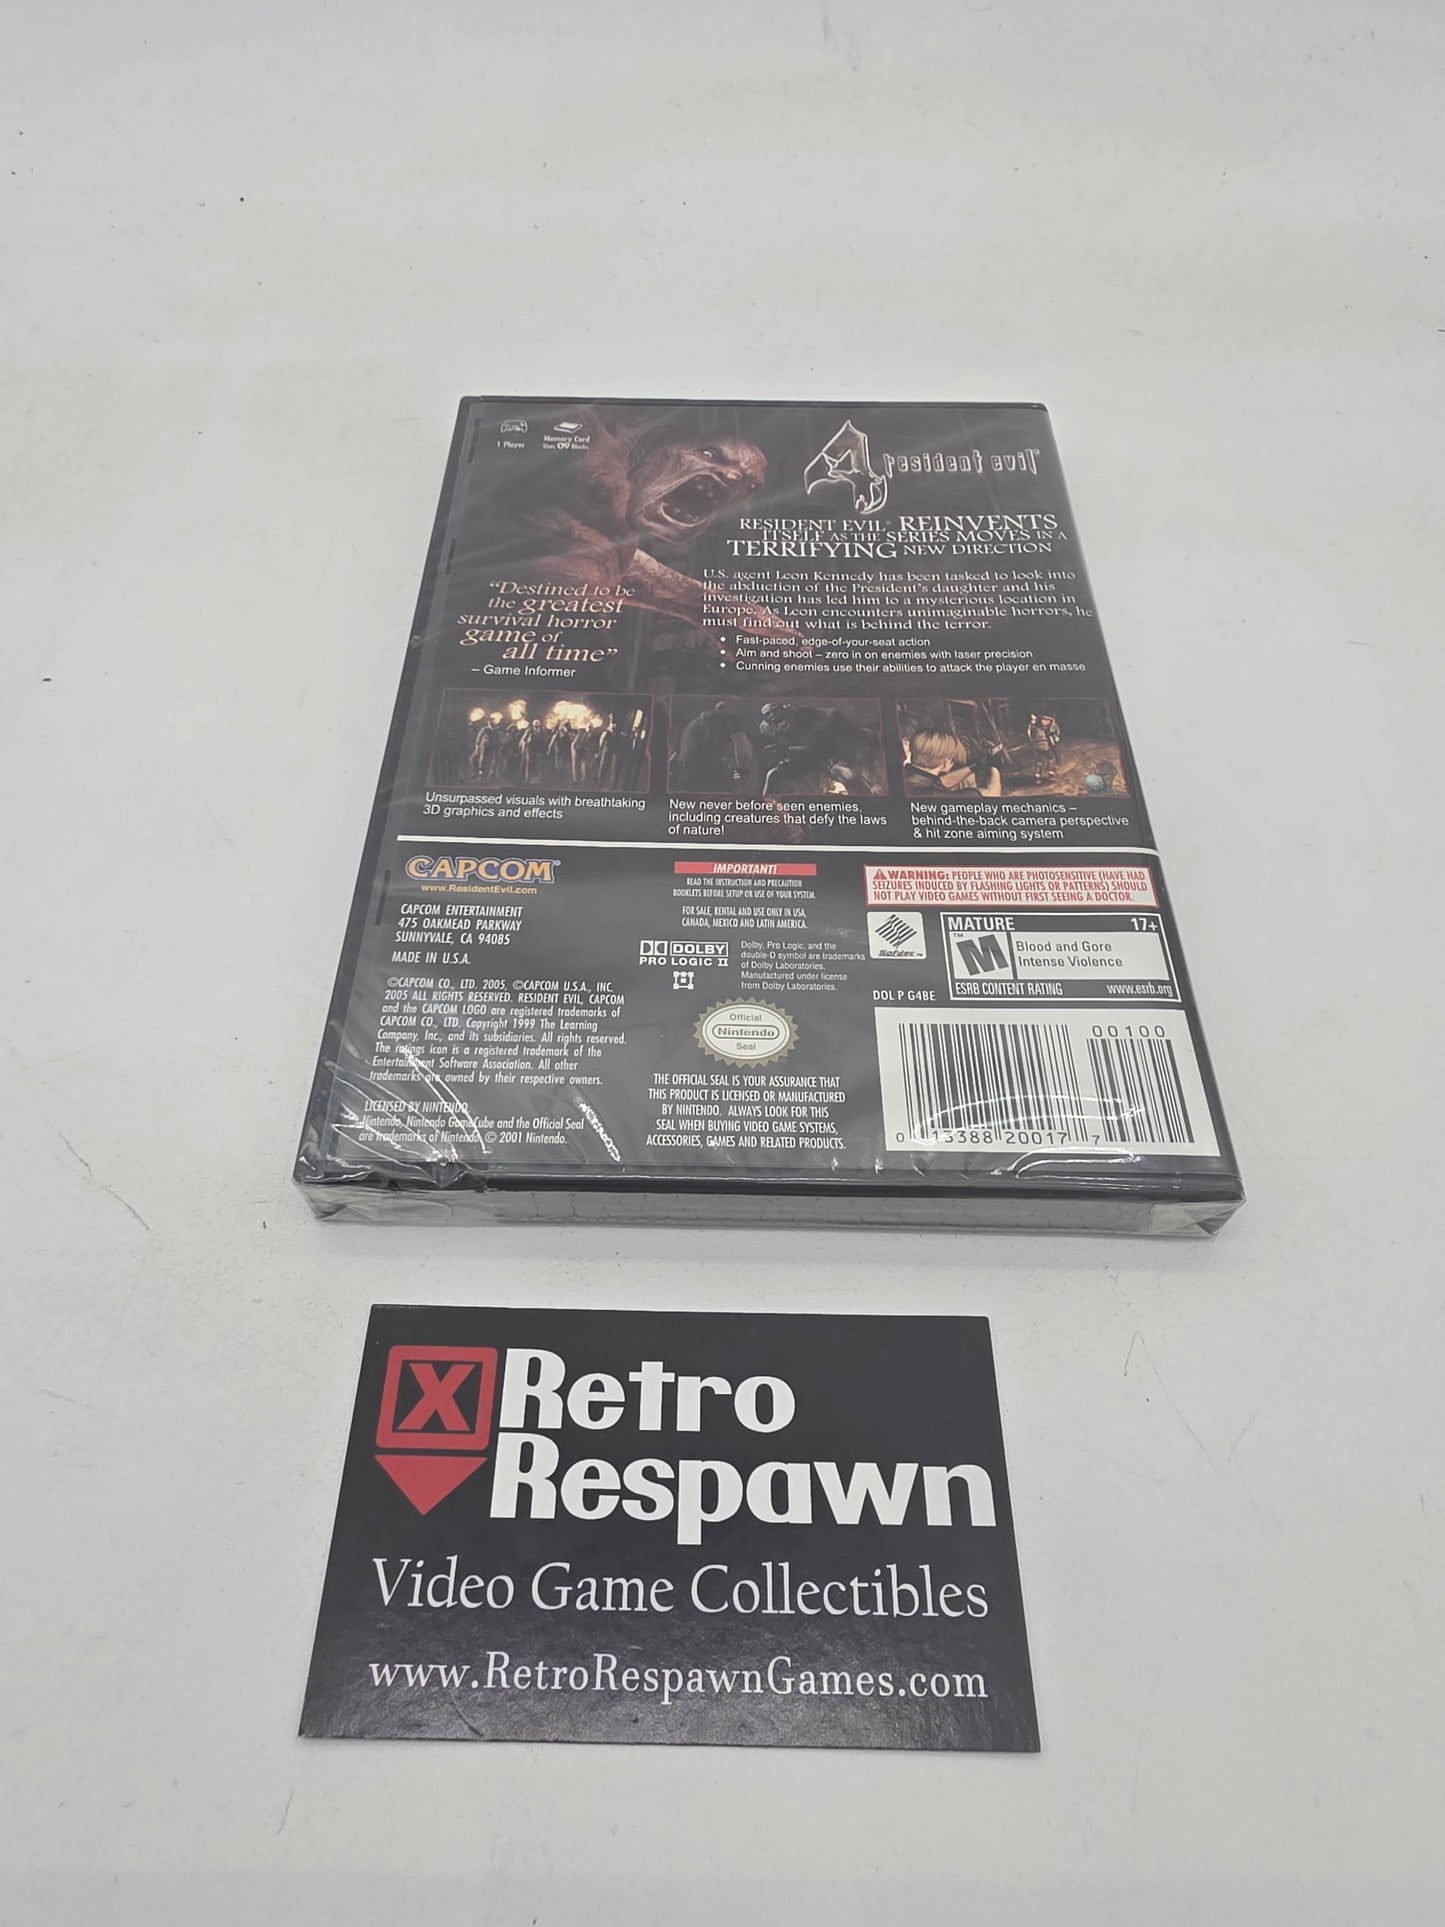 1 Player
Memory Card
Uses 09 Blocks
4 resident evil™
RESIDENT EVIL® REINVENTS
ITSELF AS THE SERIES MOVES IN A
TERRIFYING NEW DIRECTION
U.S. agent Leon Kennedy has been tasked to look into
the abduction of the President's daughter and his
investigation has led him to a mysterious location in
Europe. As Leon encounters unimaginable horrors, he
must find out what is behind the terror.
• Fast-paced, edge-of-your-seat action
• Aim and shoot – zero in on enemies with laser precision
• Cunning enemies use their abilities to attack the player en masse
"Destined to be
the greatest
survival horror
game of
all time"
– Game Informer
Unsurpassed visuals with breathtaking
3D graphics and effects
New never before seen enemies,
including creatures that defy the laws
of nature!
New gameplay mechanics –
behind-the-back camera perspective
& hit zone aiming system
CAPCOM®
www.ResidentEvil.com
CAPCOM ENTERTAINMENT
475 OAKMEAD PARKWAY
SUNNYVALE, CA 94085
MADE IN U.S.A.
©CAPCOM CO., LTD. 2005, ©CAPCOM U.S.A., INC.
2005 ALL RIGHTS RESERVED. RESIDENT EVIL, CAPCOM
and the CAPCOM LOGO are registered trademarks of
CAPCOM CO., LTD. Copyright 1999 The Learning
Company, Inc., and its subsidiaries. All rights reserved.
The ratings icon is a registered trademark of the
Entertainment Software Association. All other
trademarks are owned by their respective owners.
LICENSED BY NINTENDO.
Nintendo, Nintendo GameCube and the Official Seal
are trademarks of Nintendo. © 2001 Nintendo.
IMPORTANT!
READ THE INSTRUCTION AND PRECAUTION
BOOKLETS BEFORE SETUP OR USE OF YOUR SYSTEM.
FOR SALE, RENTAL AND USE ONLY IN USA,
CANADA, MEXICO AND LATIN AMERICA.
DOLBY
PRO LOGIC II
Dolby, Pro Logic, and the
double-D symbol are trademarks
of Dolby Laboratories.
Manufactured under license
from Dolby Laboratories.
Official
Nintendo
Seal
THE OFFICIAL SEAL IS YOUR ASSURANCE THAT
THIS PRODUCT IS LICENSED OR MANUFACTURED
BY NINTENDO. ALWAYS LOOK FOR THIS
SEAL WHEN BUYING VIDEO GAME SYSTEMS,
ACCESSORIES, GAMES AND RELATED PRODUCTS.
WARNING: PEOPLE WHO ARE PHOTOSENSITIVE (HAVE HAD
SEIZURES INDUCED BY FLASHING LIGHTS OR PATTERNS) SHOULD
NOT PLAY VIDEO GAMES WITHOUT FIRST SEEING A DOCTOR.
Sofdec™
MATURE 17+
M
Blood and Gore
Intense Violence
ESRB CONTENT RATING www.esrb.org
DOL P G4BE
00100
0 13388 20017 7
X Retro
Respawn
Video Game Collectibles
www.RetroRespawnGames.com